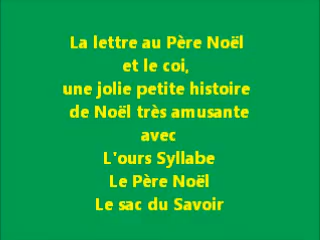 La lettre au Père Noël
et le coi,
une jolie petite histoire
de Noël très amusante
avec
L'ours Syllabe
Le Père Noël
Le sac du Savoir